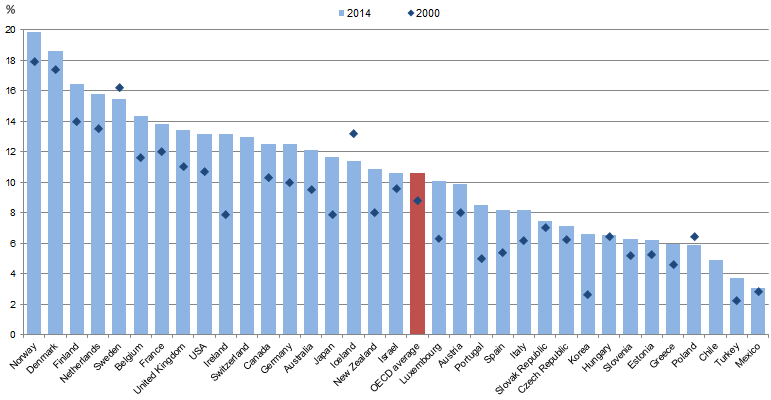 %
2014 2000
20
18
16
14
12
10
8
6
4
2
0
Norway
Denmark
Finland
Netherlands
Sweden
Belgium
France
United Kingdom
USA
Ireland
Switzerland
Canada
Germany
Australia
Japan
Iceland
New Zealand
Israel
OECD average
Luxembourg
Austria
Portugal
Spain
Italy
Slovak Republic
Czech Republic
Korea
Hungary
Slovenia
Estonia
Greece
Poland
Chile
Turkey
Mexico